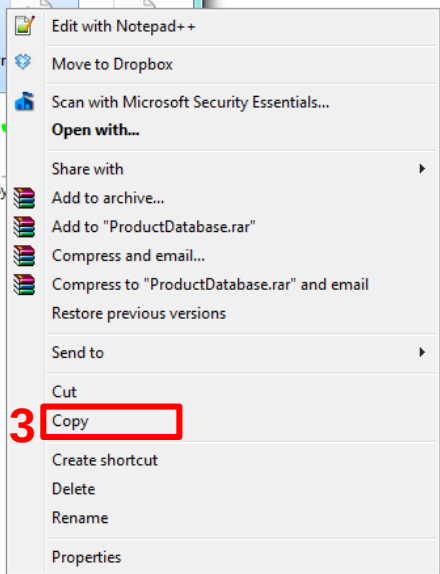 Edit with Notepad++
Move to Dropbox
Scan with Microsoft Security Essentials...
Open with...
Share with
Add to archive...
Add to "ProductDatabase.rar"
Compress and email...
Compress to "ProductDatabase.rar" and email
Restore previous versions
Send to
Cut
3 Copy
Create shortcut
Delete
Rename
Properties